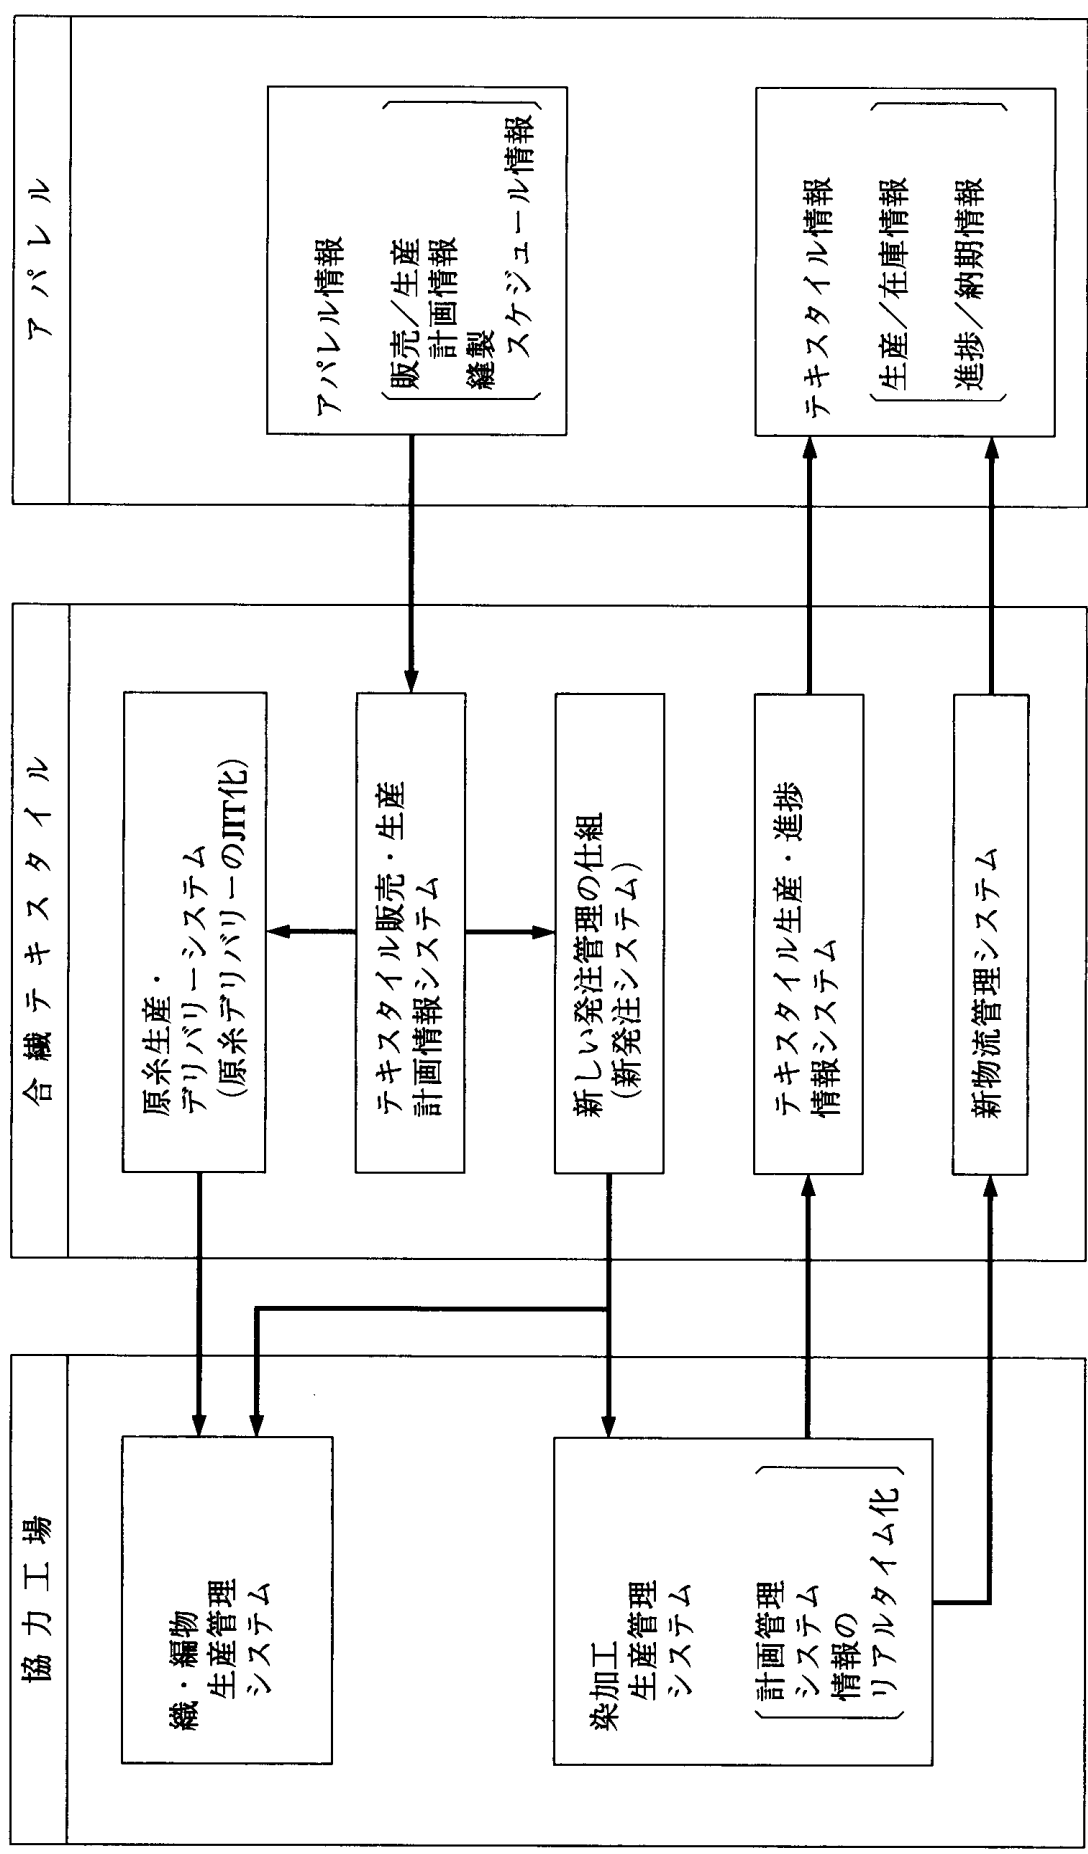 協力工場
織・編物
生産管理
システム
染加工
生産管理
システム
計画管理
システム
情報の
リアルタイム化
合繊テキスタイル
原糸生産・
デリバリーシステム
(原糸デリバリーのJIT化)
テキスタイル販売・生産
計画情報システム
新しい発注管理の仕組
(新発注システム)
テキスタイル生産・進捗
情報システム
新物流管理システム
アパレル
アパレル情報
販売/生産
計画情報
縫製
スケジュール情報
テキスタイル情報
生産/在庫情報
進捗/納期情報